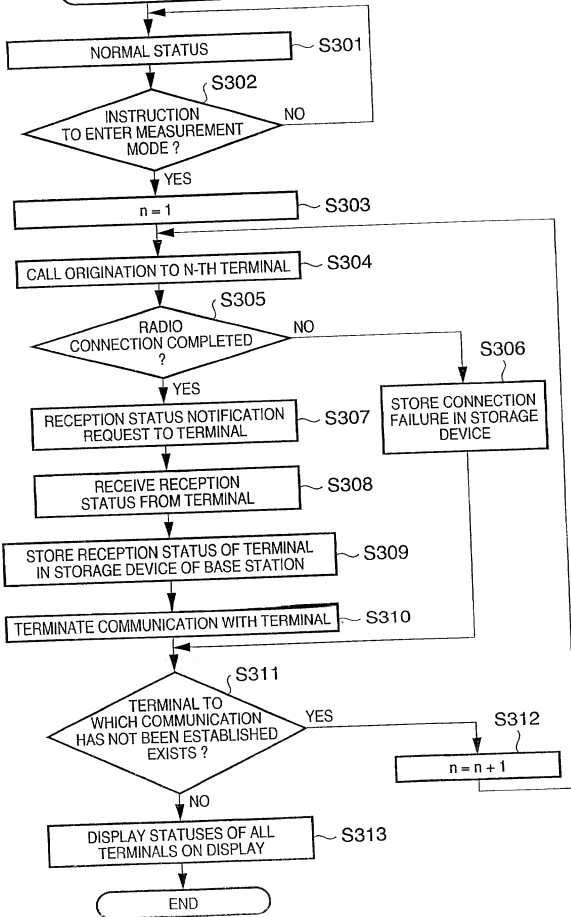 NORMAL STATUS
S301
S302
INSTRUCTION
TO ENTER MEASUREMENT
MODE ?
NO
YES
n = 1
S303
CALL ORIGINATION TO N-TH TERMINAL
S304
S305
RADIO
CONNECTION COMPLETED
?
NO
YES
S306
STORE CONNECTION
FAILURE IN STORAGE
DEVICE
RECEPTION STATUS NOTIFICATION
REQUEST TO TERMINAL
S307
RECEIVE RECEPTION
STATUS FROM TERMINAL
S308
STORE RECEPTION STATUS OF TERMINAL
IN STORAGE DEVICE OF BASE STATION
S309
TERMINATE COMMUNICATION WITH TERMINAL
S310
S311
TERMINAL TO
WHICH COMMUNICATION
HAS NOT BEEN ESTABLISHED
EXISTS ?
YES
NO
S312
n = n + 1
DISPLAY STATUSES OF ALL
TERMINALS ON DISPLAY
S313
END